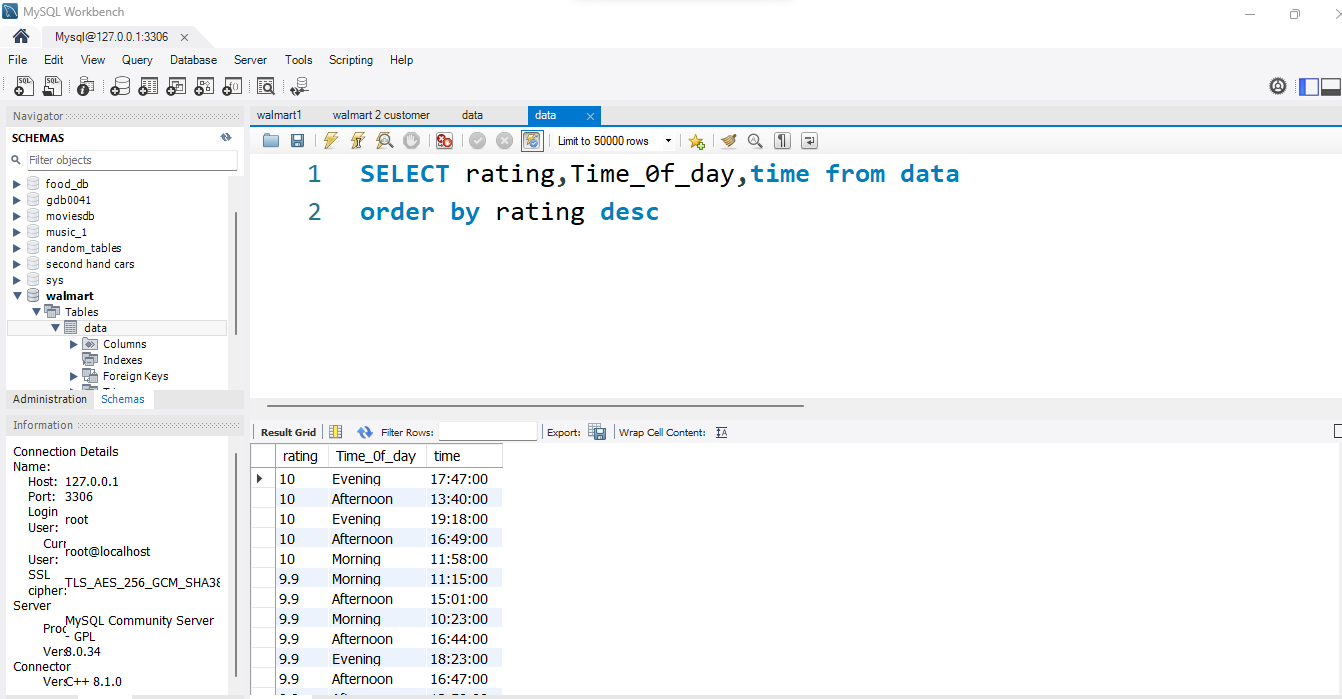 MySQL Workbench
Mysql@127.0.0.1:3306
File Edit View Query Database Server Tools Scripting Help
Navigator
SCHEMAS
Filter objects
food_db
gdb0041
moviesdb
music_1
random_tables
second hand cars
sys
walmart
Tables
data
Columns
Indexes
Foreign Keys
Administration Schemas
Information
Connection Details
Name:
Host: 127.0.0.1
Port: 3306
Login
User: root
Curr
User: root@localhost
SSL
cipher: TLS_AES_256_GCM_SHA38
Server
Proc MySQL Community Server
- GPL
Vers 8.0.34
Connector
Vers C++ 8.1.0
walmart1 walmart 2 customer data data
Limit to 50000 rows
1 SELECT rating,Time_0f_day,time from data
2 order by rating desc
Result Grid Filter Rows: Export: Wrap Cell Content:
rating Time_0f_day time
10 Evening 17:47:00
10 Afternoon 13:40:00
10 Evening 19:18:00
10 Afternoon 16:49:00
10 Morning 11:58:00
9.9 Morning 11:15:00
9.9 Afternoon 15:01:00
9.9 Morning 10:23:00
9.9 Afternoon 16:44:00
9.9 Evening 18:23:00
9.9 Afternoon 16:47:00